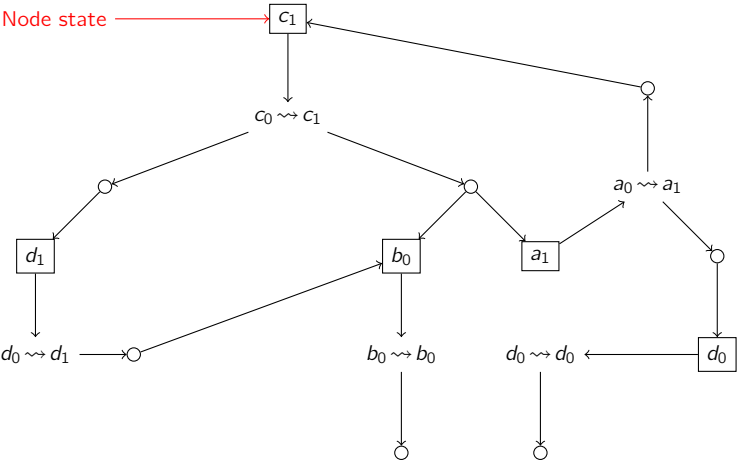 Node state
c₁
c₀ ⇝ c₁
a₀ ⇝ a₁
d₁
b₀
a₁
d₀ ⇝ d₁
b₀ ⇝ b₀
d₀ ⇝ d₀
d₀